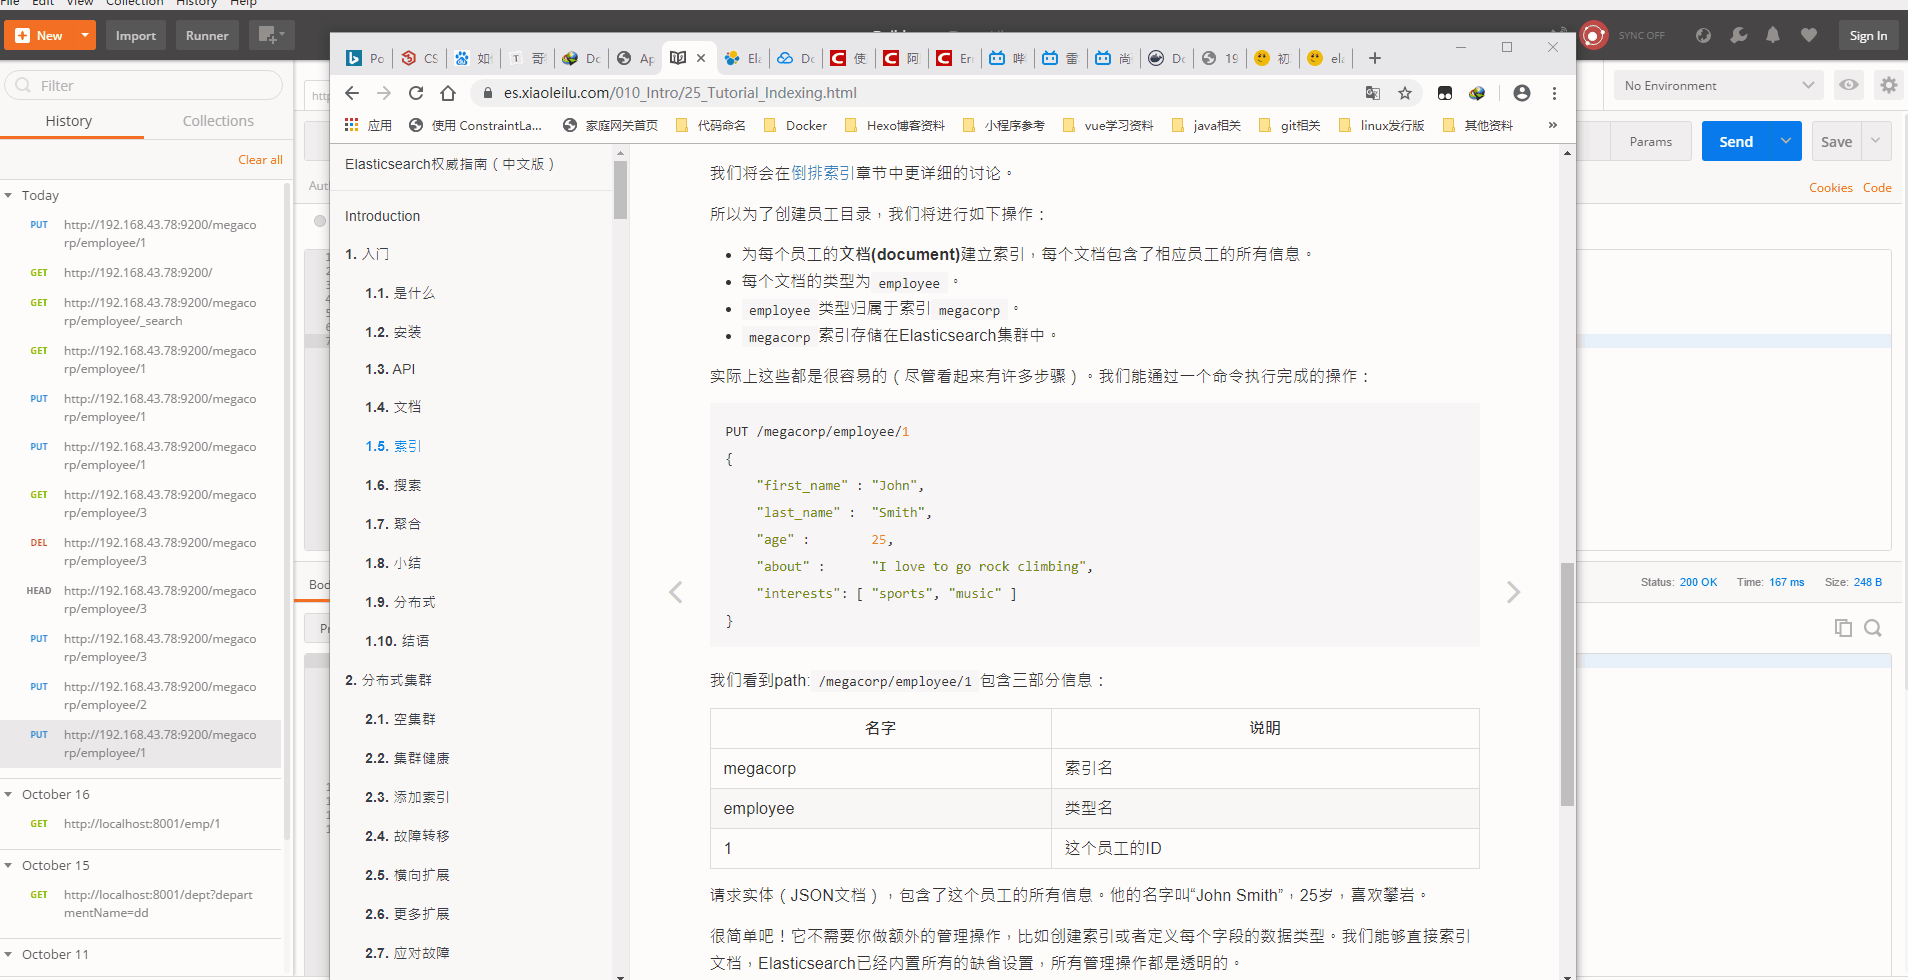 File Edit View Collection History Help
New
Import
Runner
SYNC OFF
Sign In
Filter
History
Collections
Clear all
Today
PUT http://192.168.43.78:9200/megaco
rp/employee/1
GET http://192.168.43.78:9200/
GET http://192.168.43.78:9200/megaco
rp/employee/_search
GET http://192.168.43.78:9200/megaco
rp/employee/1
PUT http://192.168.43.78:9200/megaco
rp/employee/1
PUT http://192.168.43.78:9200/megaco
rp/employee/1
GET http://192.168.43.78:9200/megaco
rp/employee/3
DEL http://192.168.43.78:9200/megaco
rp/employee/3
HEAD http://192.168.43.78:9200/megaco
rp/employee/3
PUT http://192.168.43.78:9200/megaco
rp/employee/3
PUT http://192.168.43.78:9200/megaco
rp/employee/2
PUT http://192.168.43.78:9200/megaco
rp/employee/1
October 16
GET http://localhost:8001/emp/1
October 15
GET http://localhost:8001/dept?depart
mentName=dd
October 11
es.xiaoleilu.com/010_Intro/25_Tutorial_Indexing.html
应用 使用 ConstraintLa... 家庭网关首页 代码命名 Docker Hexo博客资料 小程序参考 vue学习资料 java相关 git相关 linux发行版 其他资料 »
Elasticsearch权威指南（中文版）
Introduction
1. 入门
1.1. 是什么
1.2. 安装
1.3. API
1.4. 文档
1.5. 索引
1.6. 搜索
1.7. 聚合
1.8. 小结
1.9. 分布式
1.10. 结语
2. 分布式集群
2.1. 空集群
2.2. 集群健康
2.3. 添加索引
2.4. 故障转移
2.5. 横向扩展
2.6. 更多扩展
2.7. 应对故障
我们将会在倒排索引章节中更详细的讨论。
所以为了创建员工目录，我们将进行如下操作：
• 为每个员工的文档(document)建立索引，每个文档包含了相应员工的所有信息。
• 每个文档的类型为 employee 。
• employee 类型归属于索引 megacorp 。
• megacorp 索引存储在Elasticsearch集群中。
实际上这些都是很容易的（尽管看起来有许多步骤）。我们能通过一个命令执行完成的操作：
PUT /megacorp/employee/1
{
"first_name" : "John",
"last_name" : "Smith",
"age" : 25,
"about" : "I love to go rock climbing",
"interests": [ "sports", "music" ]
}
我们看到path: /megacorp/employee/1 包含三部分信息：
名字 说明
megacorp 索引名
employee 类型名
1 这个员工的ID
请求实体（JSON文档），包含了这个员工的所有信息。他的名字叫“John Smith”，25岁，喜欢攀岩。
很简单吧！它不需要你做额外的管理操作，比如创建索引或者定义每个字段的数据类型。我们能够直接索引
文档，Elasticsearch已经内置所有的缺省设置，所有管理操作都是透明的。
No Environment
Params
Send
Save
Cookies Code
Status: 200 OK Time: 167 ms Size: 248 B